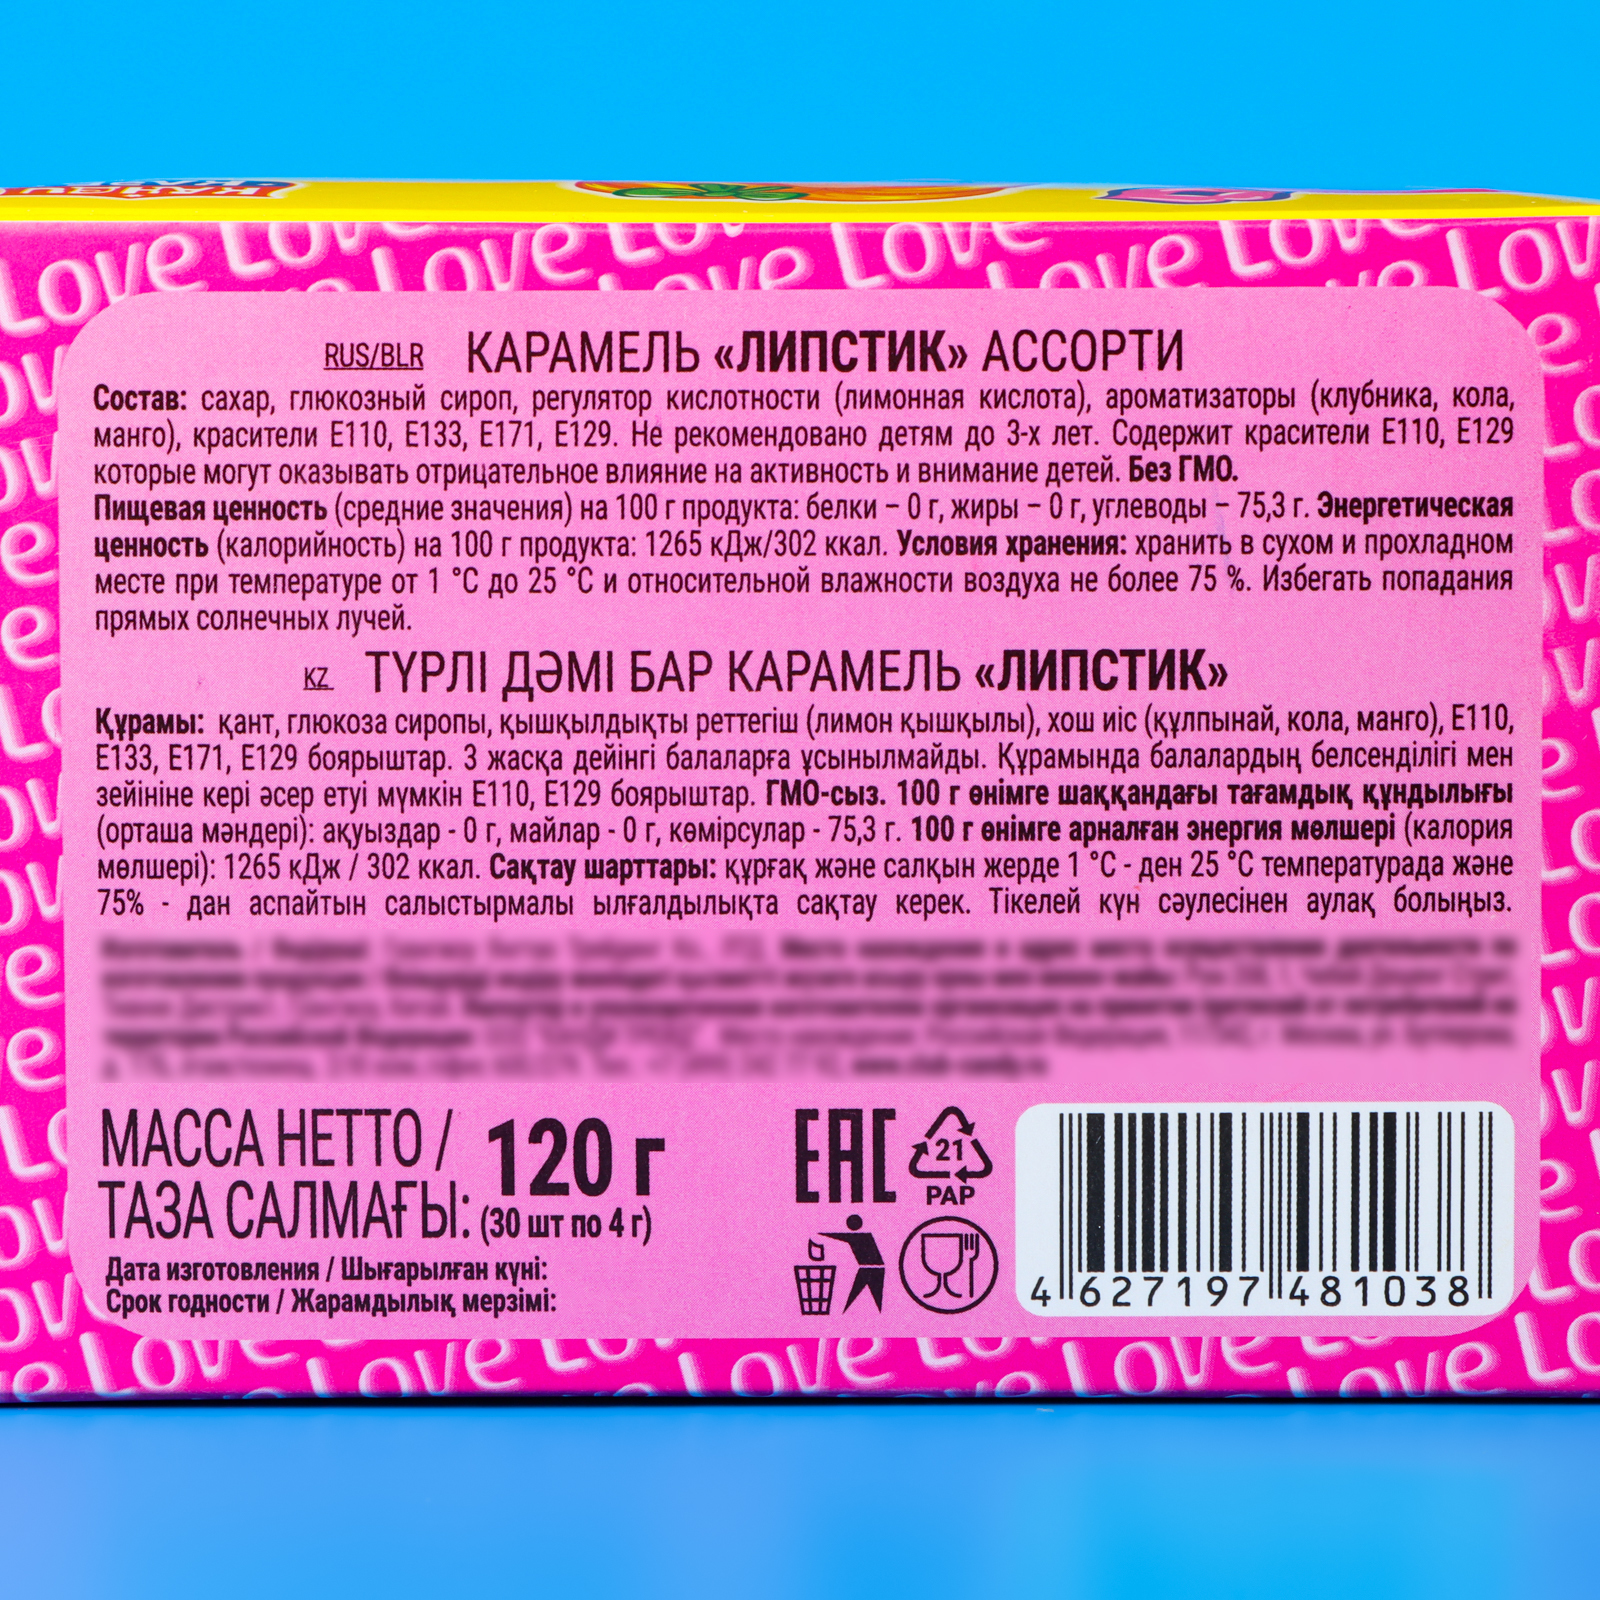 Love Love Love Love Love Love
RUS/BLR КАРАМЕЛЬ «ЛИПСТИК» АССОРТИ
Состав: сахар, глюкозный сироп, регулятор кислотности (лимонная кислота), ароматизаторы (клубника, кола,
манго), красители Е110, Е133, Е171, Е129. Не рекомендовано детям до 3-х лет. Содержит красители Е110, Е129
которые могут оказывать отрицательное влияние на активность и внимание детей. Без ГМО.
Пищевая ценность (средние значения) на 100 г продукта: белки – 0 г, жиры – 0 г, углеводы – 75,3 г. Энергетическая
ценность (калорийность) на 100 г продукта: 1265 кДж/302 ккал. Условия хранения: хранить в сухом и прохладном
месте при температуре от 1 °С до 25 °С и относительной влажности воздуха не более 75 %. Избегать попадания
прямых солнечных лучей.
KZ ТҮРЛІ ДӘМІ БАР КАРАМЕЛЬ «ЛИПСТИК»
Құрамы: қант, глюкоза сиропы, қышқылдықты реттегіш (лимон қышқылы), хош иіс (құлпынай, кола, манго), Е110,
Е133, Е171, Е129 боярыштар. 3 жасқа дейінгі балаларға ұсынылмайды. Құрамында балалардың белсенділігі мен
зейініне кері әсер етуі мүмкін Е110, Е129 боярыштар. ГМО-сыз. 100 г өнімге шаққандағы тағамдық құндылығы
(орташа мәндері): ақуыздар - 0 г, майлар - 0 г, көмірсулар - 75,3 г. 100 г өнімге арналған энергия мөлшері (калория
мөлшері): 1265 кДж / 302 ккал. Сақтау шарттары: құрғақ және салқын жерде 1 °С - ден 25 °С температурада және
75% - дан аспайтын салыстырмалы ылғалдылықта сақтау керек. Тікелей күн сәулесінен аулақ болыңыз.
МАССА НЕТТО / 120 г
ТАЗА САЛМАҒЫ: (30 шт по 4 г)
Дата изготовления / Шығарылған күні:
Срок годности / Жарамдылық мерзімі:
ЕАС 21
PAP
4 627197 481038
Love Love Love Love Love